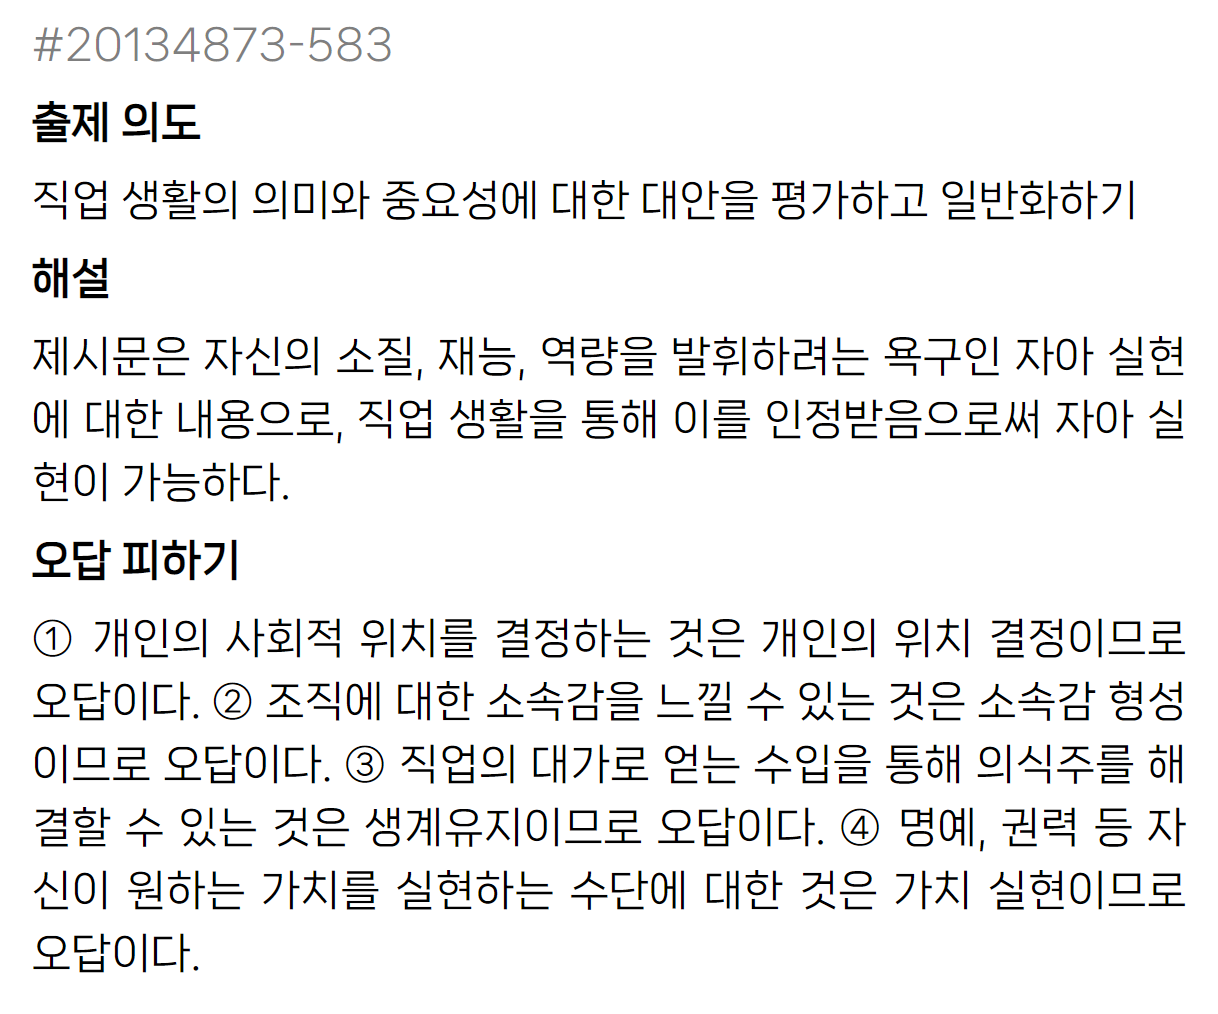 #20134873-583
출제 의도
직업 생활의 의미와 중요성에 대한 대안을 평가하고 일반화하기
해설
제시문은 자신의 소질, 재능, 역량을 발휘하려는 욕구인 자아 실현
에 대한 내용으로, 직업 생활을 통해 이를 인정받음으로써 자아 실
현이 가능하다.
오답 피하기
① 개인의 사회적 위치를 결정하는 것은 개인의 위치 결정이므로
오답이다. ② 조직에 대한 소속감을 느낄 수 있는 것은 소속감 형성
이므로 오답이다. ③ 직업의 대가로 얻는 수입을 통해 의식주를 해
결할 수 있는 것은 생계유지이므로 오답이다. ④ 명예, 권력 등 자
신이 원하는 가치를 실현하는 수단에 대한 것은 가치 실현이므로
오답이다.